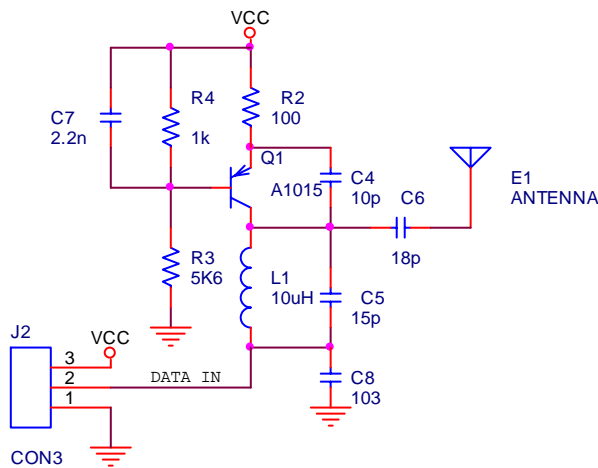 VCC
R4
1k
R2
100
C7
2.2n
Q1
A1015
C4
10p
C6
18p
E1
ANTENNA
R3
5K6
L1
10uH
C5
15p
J2
VCC
3
2
1
DATA IN
C8
103
CON3